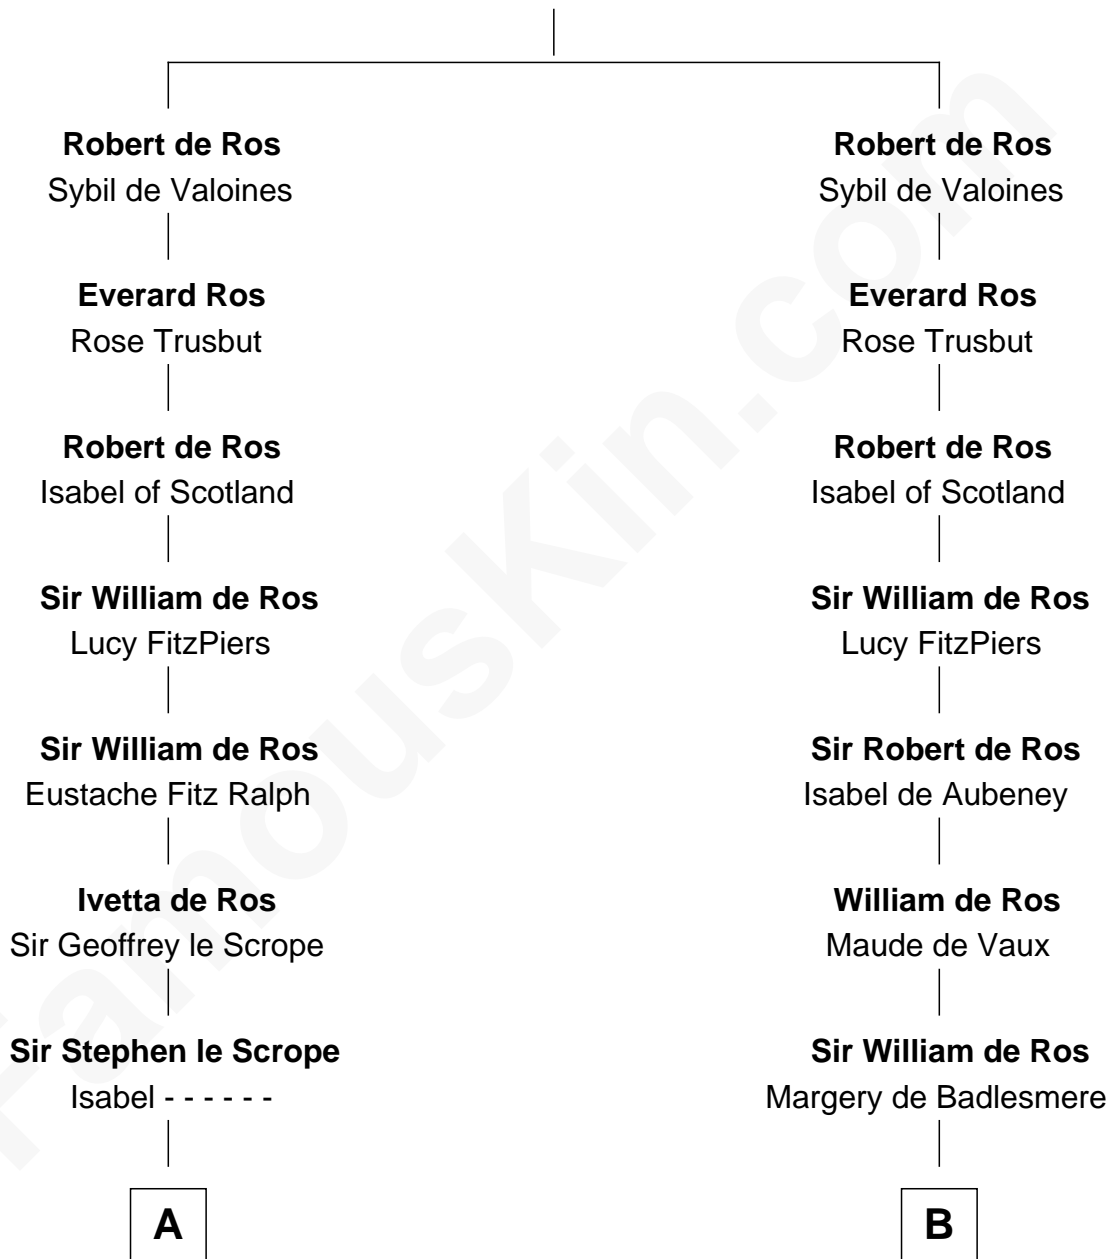 Robert de Ros
Sybil de Valoines
Everard Ros
Rose Trusbut
Robert de Ros
Isabel of Scotland
Sir William de Ros
Lucy FitzPiers
Sir William de Ros
Eustache Fitz Ralph
Ivetta de Ros
Sir Geoffrey le Scrope
Sir Stephen le Scrope
Isabel - - - - - -
A
Robert de Ros
Sybil de Valoines
Everard Ros
Rose Trusbut
Robert de Ros
Isabel of Scotland
Sir William de Ros
Lucy FitzPiers
Sir Robert de Ros
Isabel de Aubeney
William de Ros
Maude de Vaux
Sir William de Ros
Margery de Badlesmere
B
FamousKin.com